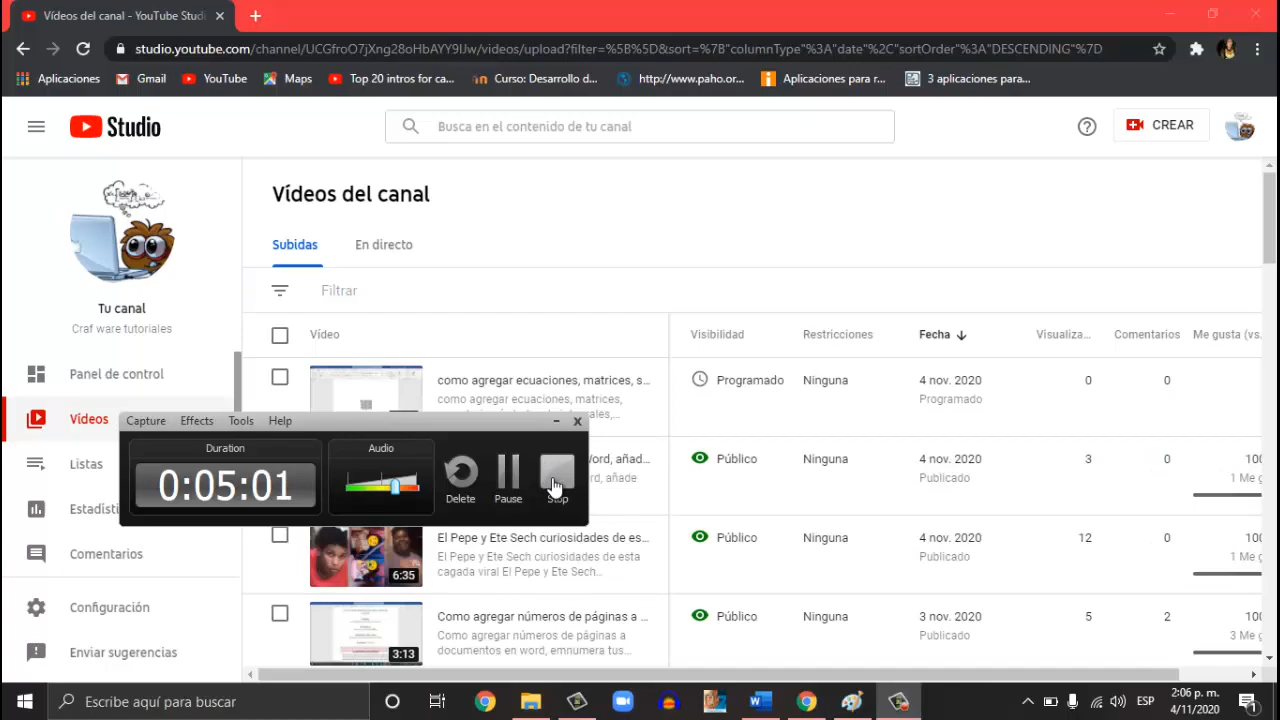 Vídeos del canal - YouTube Studio
studio.youtube.com/channel/UCGfroO7jXng28oHbAYY9IJw/videos/upload?filter=%5B%5D&sort=%7B"columnType"%3A"date"%2C"sortOrder"%3A"DESCENDING"%7D
Aplicaciones Gmail YouTube Maps Top 20 intros for ca... Curso: Desarrollo d... http://www.paho.or... Aplicaciones para r... 3 aplicaciones para...
Studio Busca en el contenido de tu canal CREAR
Vídeos del canal
Subidas En directo
Tu canal
Craf ware tutoriales
Filtrar
Vídeo Visibilidad Restricciones Fecha Visualiza... Comentarios Me gusta (vs.
Panel de control
Vídeos
Listas
Estadísti
Comentarios
Configuración
Enviar sugerencias
como agregar ecuaciones, matrices, s... Programado Ninguna 4 nov. 2020 0 0
como agregar ecuaciones, matrices, Programado
Capture Effects Tools Help
Duration Audio
0:05:01
Delete Pause Stop
Word, añad... Público Ninguna 4 nov. 2020 3 0 100
rd, añade Publicado 1 Me g
El Pepe y Ete Sech curiosidades de es... Público Ninguna 4 nov. 2020 12 0 100
El Pepe y Ete Sech curiosidades de esta Publicado 1 Me g
cagada viral El Pepe y Ete Sech...
6:35
Como agregar números de páginas a ... Público Ninguna 3 nov. 2020 5 2 100
Como agregar números de páginas a Publicado 3 Me g
documentos en word, emnumera tus...
3:13
Escribe aquí para buscar ESP 2:06 p. m.
4/11/2020
1